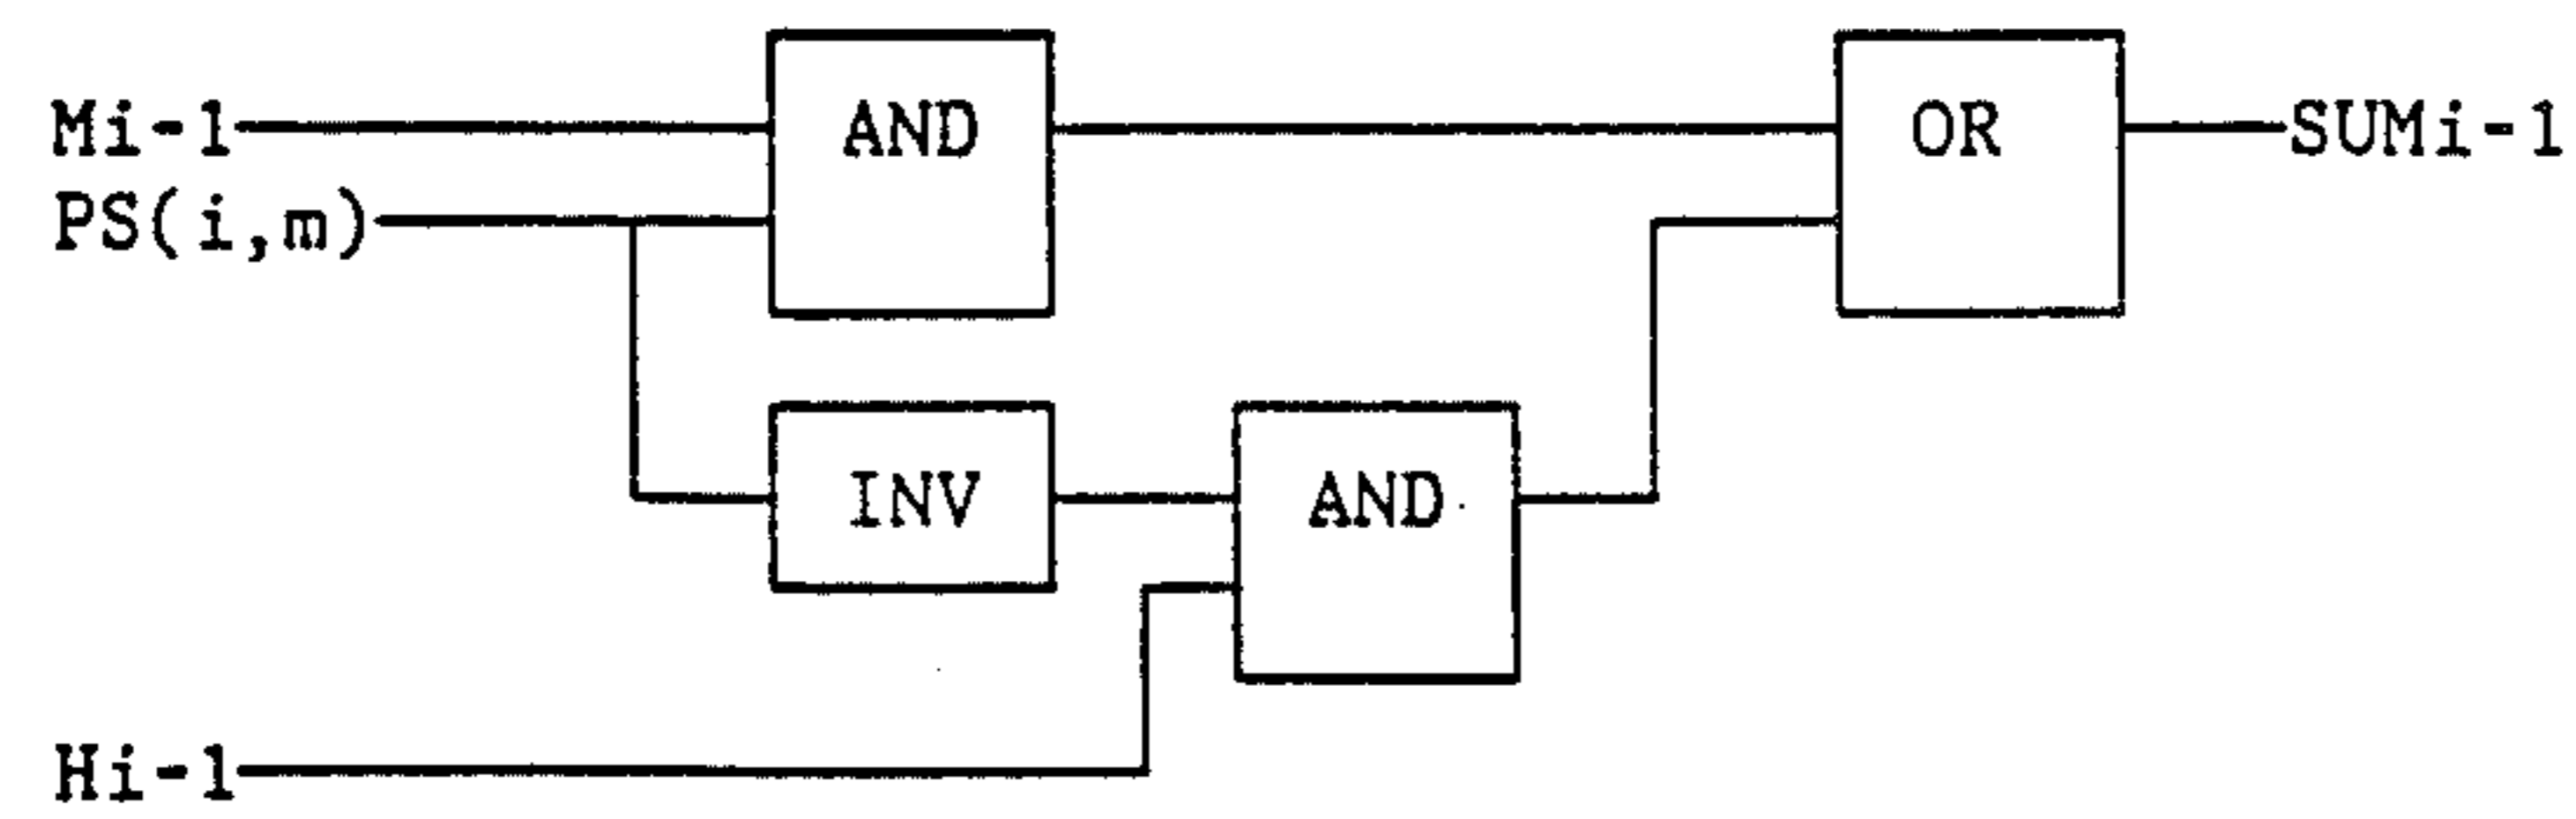 Mi-1
AND
OR
SUMi-1
PS(i,m)
INV
AND
Hi-1